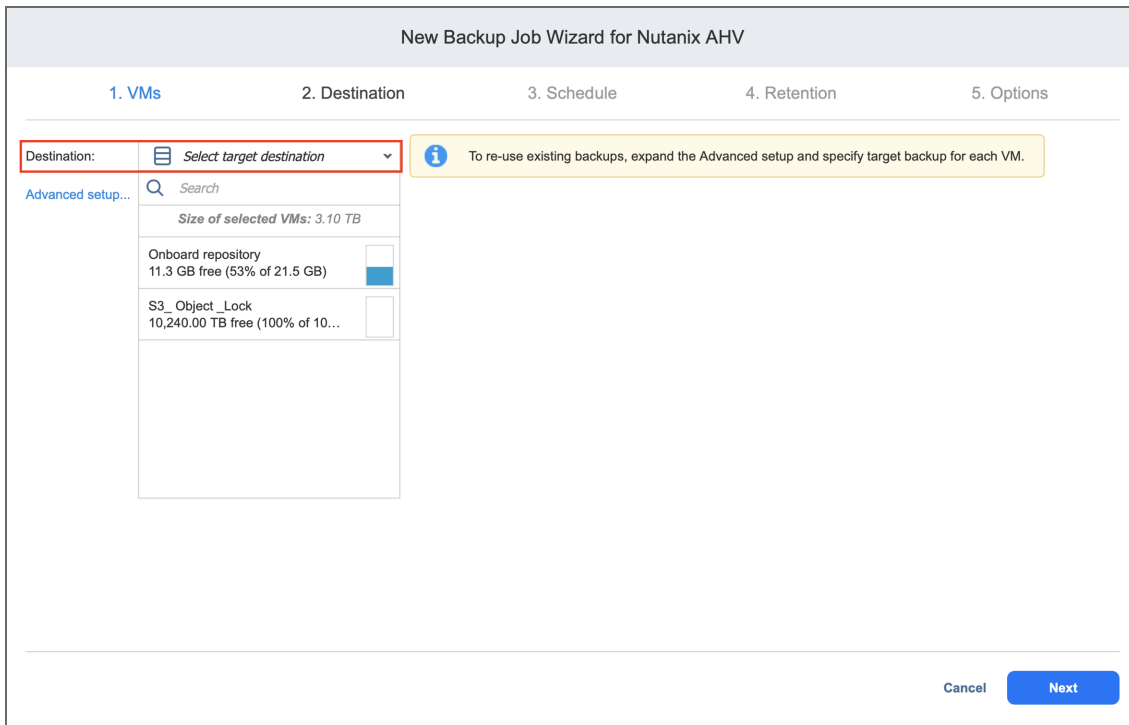 New Backup Job Wizard for Nutanix AHV
1. VMs
2. Destination
3. Schedule
4. Retention
5. Options
Destination:
Select target destination
To re-use existing backups, expand the Advanced setup and specify target backup for each VM.
Advanced setup...
Search
Size of selected VMs: 3.10 TB
Onboard repository
11.3 GB free (53% of 21.5 GB)
S3_ Object _Lock
10,240.00 TB free (100% of 10…
Cancel
Next